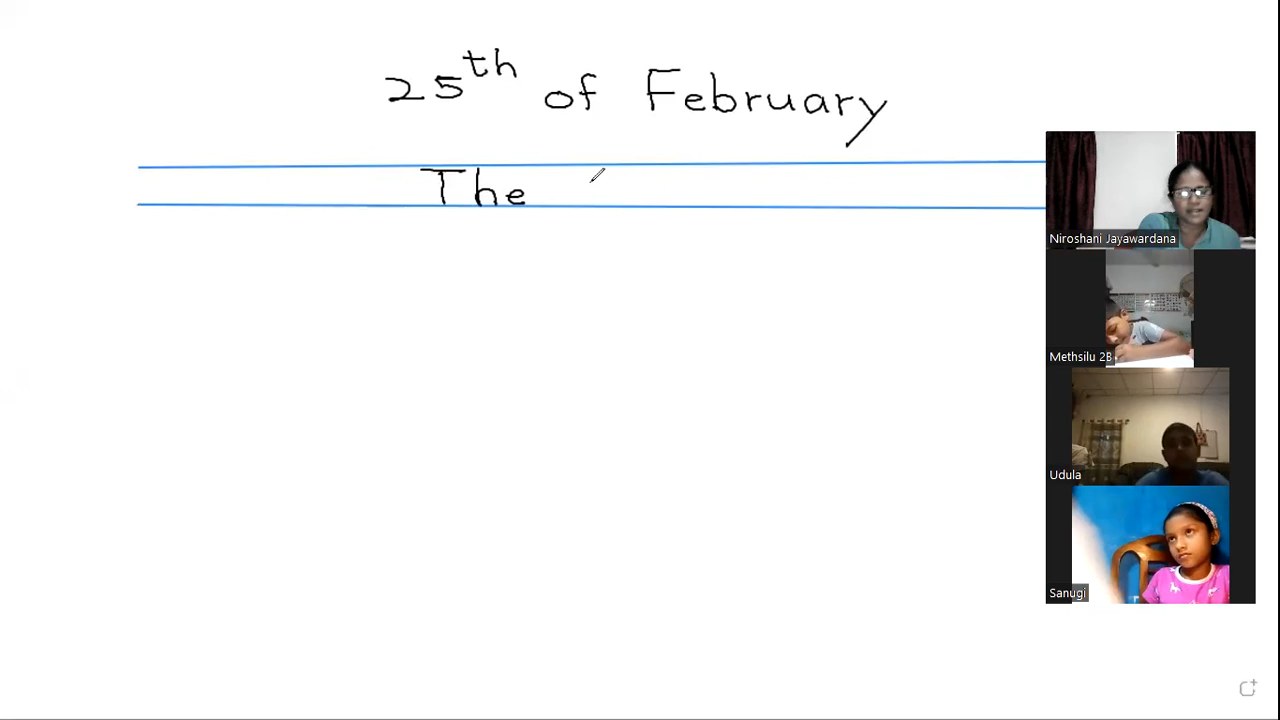 25th of February
The
Niroshani Jayawardana
Methsilu 2B
Udula
Sanugi